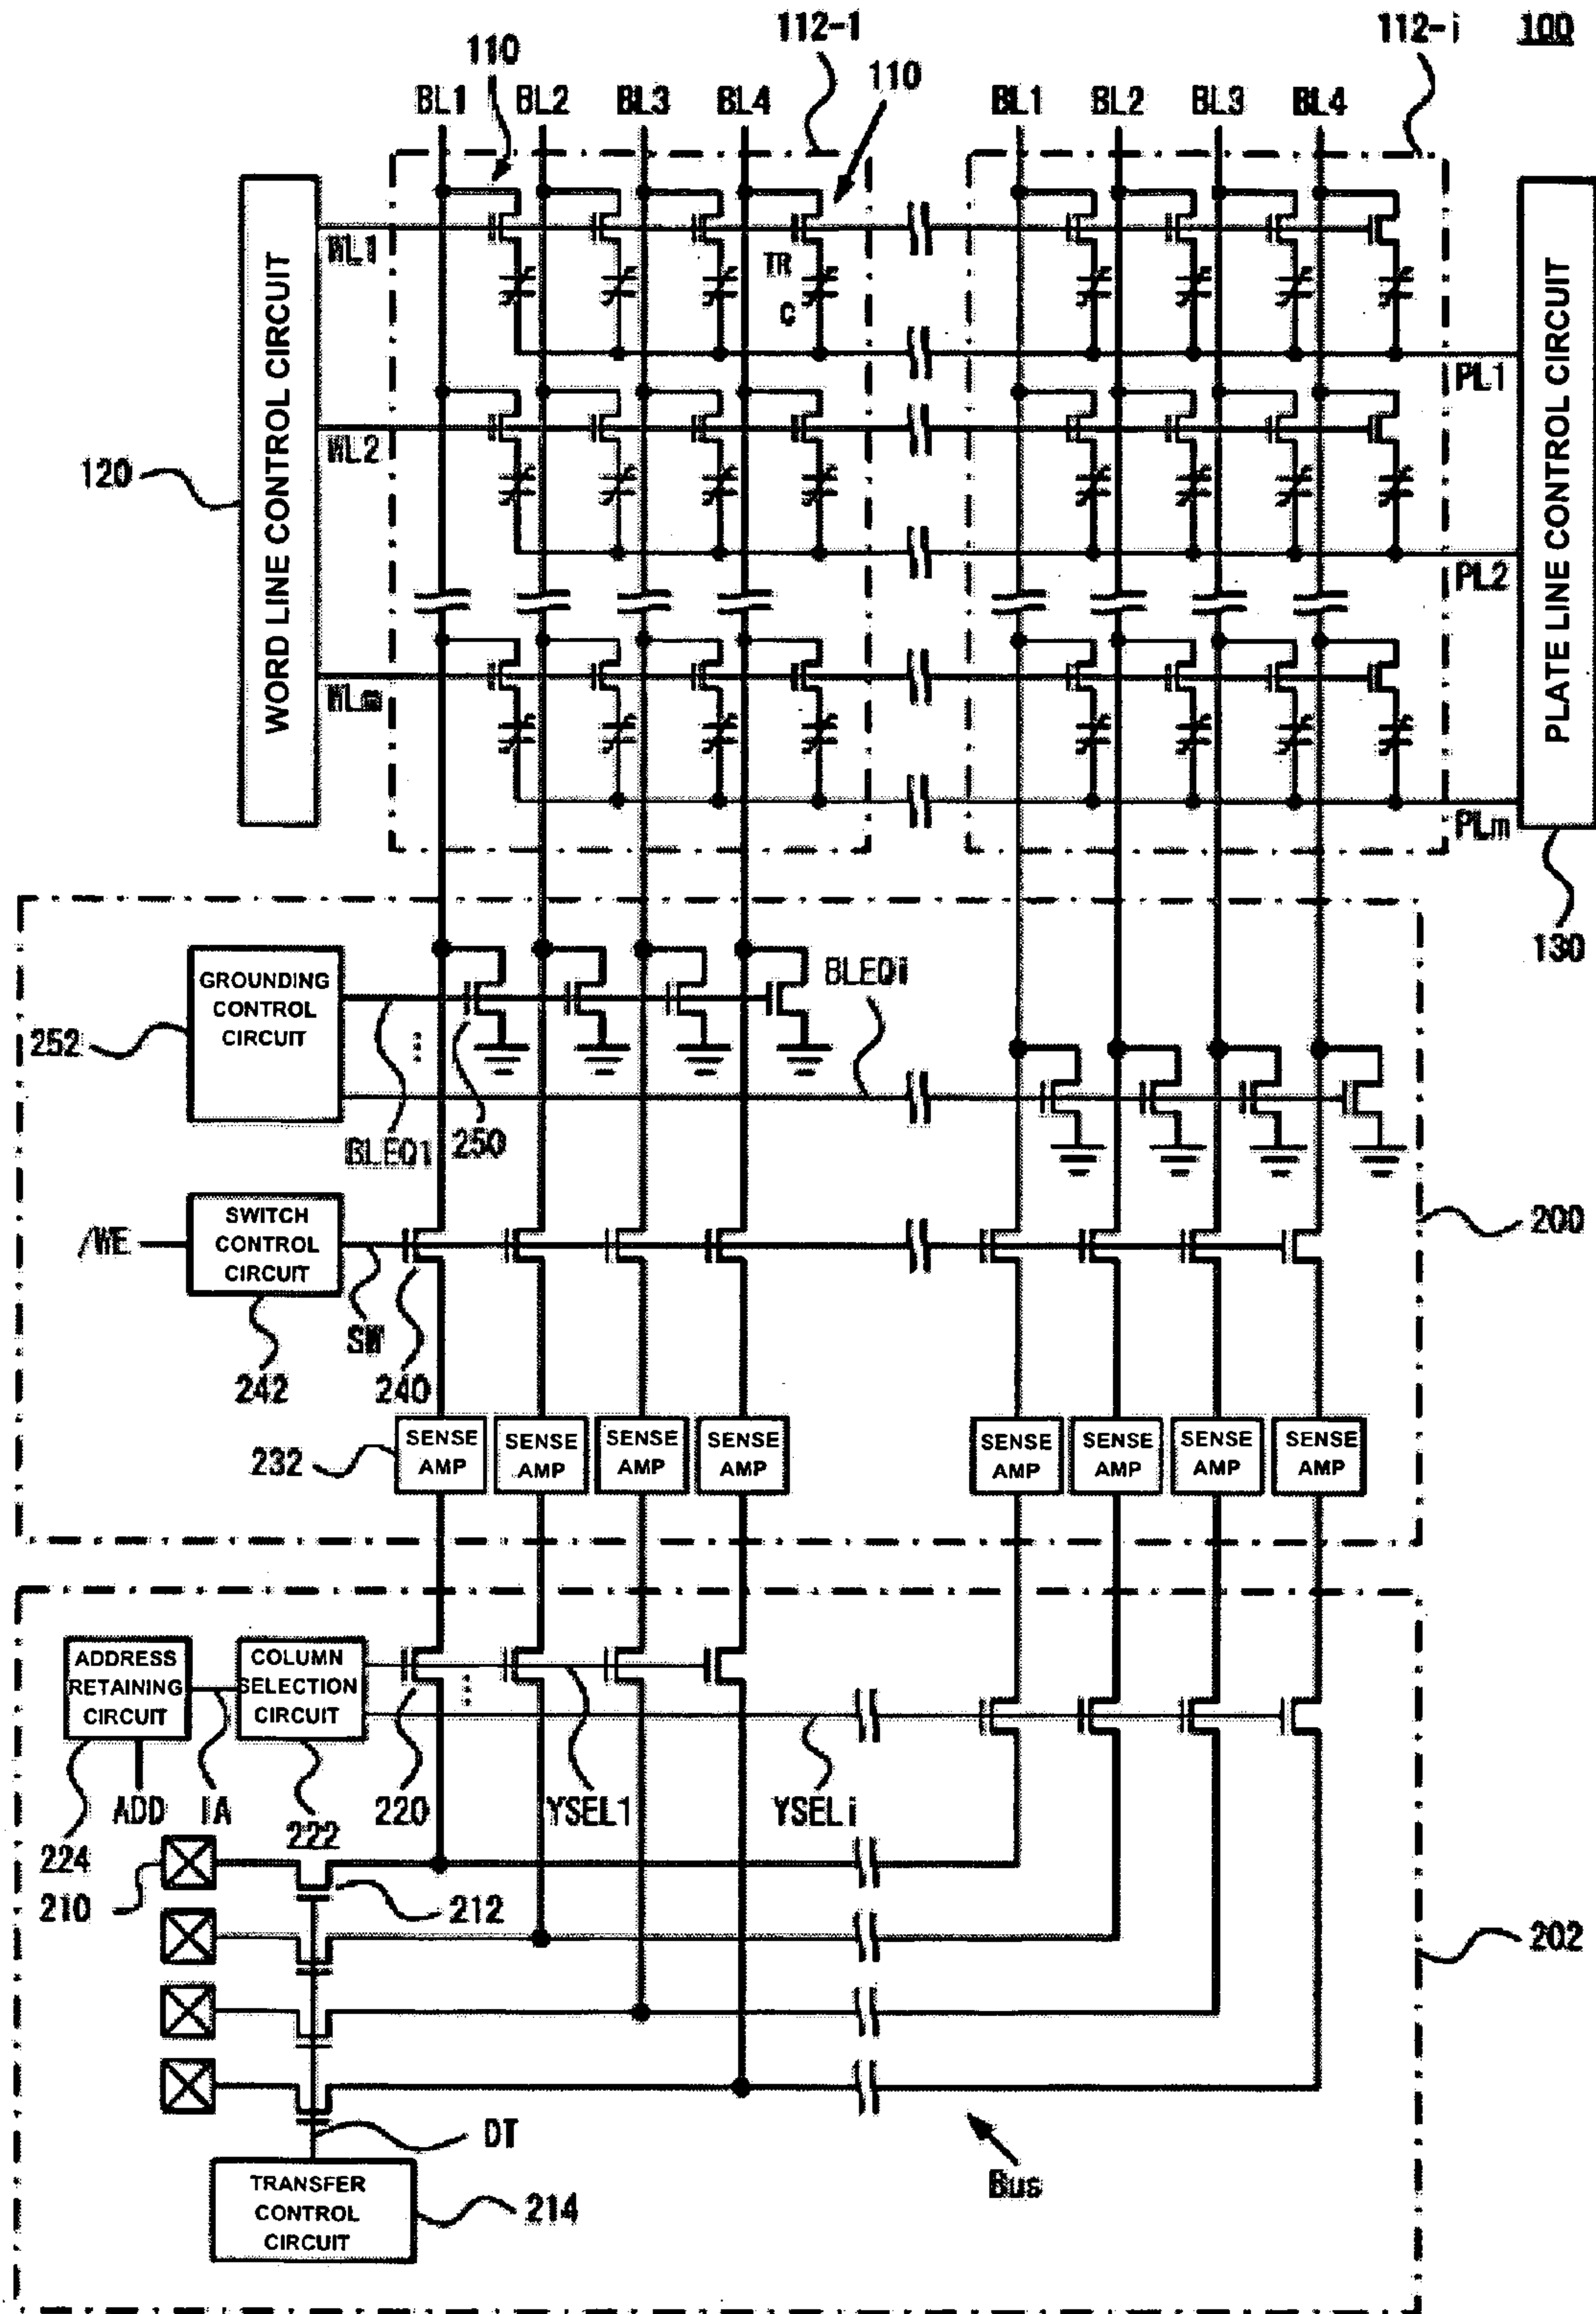 112-1
112-i
100
110
110
BL1 BL2 BL3 BL4
BL1 BL2 BL3 BL4
WORD LINE CONTROL CIRCUIT
PLATE LINE CONTROL CIRCUIT
WL1
TR
C
PL1
WL2
120
PL2
WLm
PLm
130
GROUNDING
CONTROL
CIRCUIT
BLEQi
252
BLEQ1
250
/WE
SWITCH
CONTROL
CIRCUIT
200
SW
242
240
232
SENSE
AMP
SENSE
AMP
SENSE
AMP
SENSE
AMP
SENSE
AMP
SENSE
AMP
SENSE
AMP
SENSE
AMP
ADDRESS
RETAINING
CIRCUIT
COLUMN
SELECTION
CIRCUIT
ADD
IA
222
220
YSEL1
YSELi
224
210
212
202
DT
Bus
TRANSFER
CONTROL
CIRCUIT
214